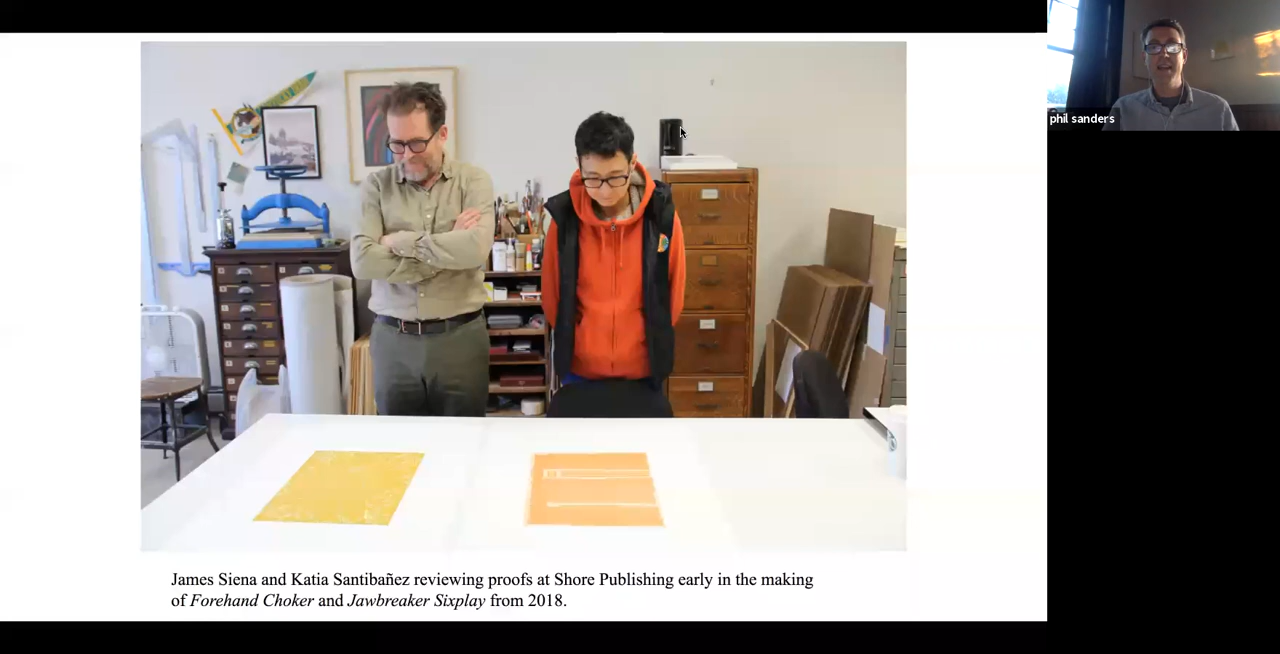 phil sanders
James Siena and Katia Santibañez reviewing proofs at Shore Publishing early in the making
of Forehand Choker and Jawbreaker Sixplay from 2018.